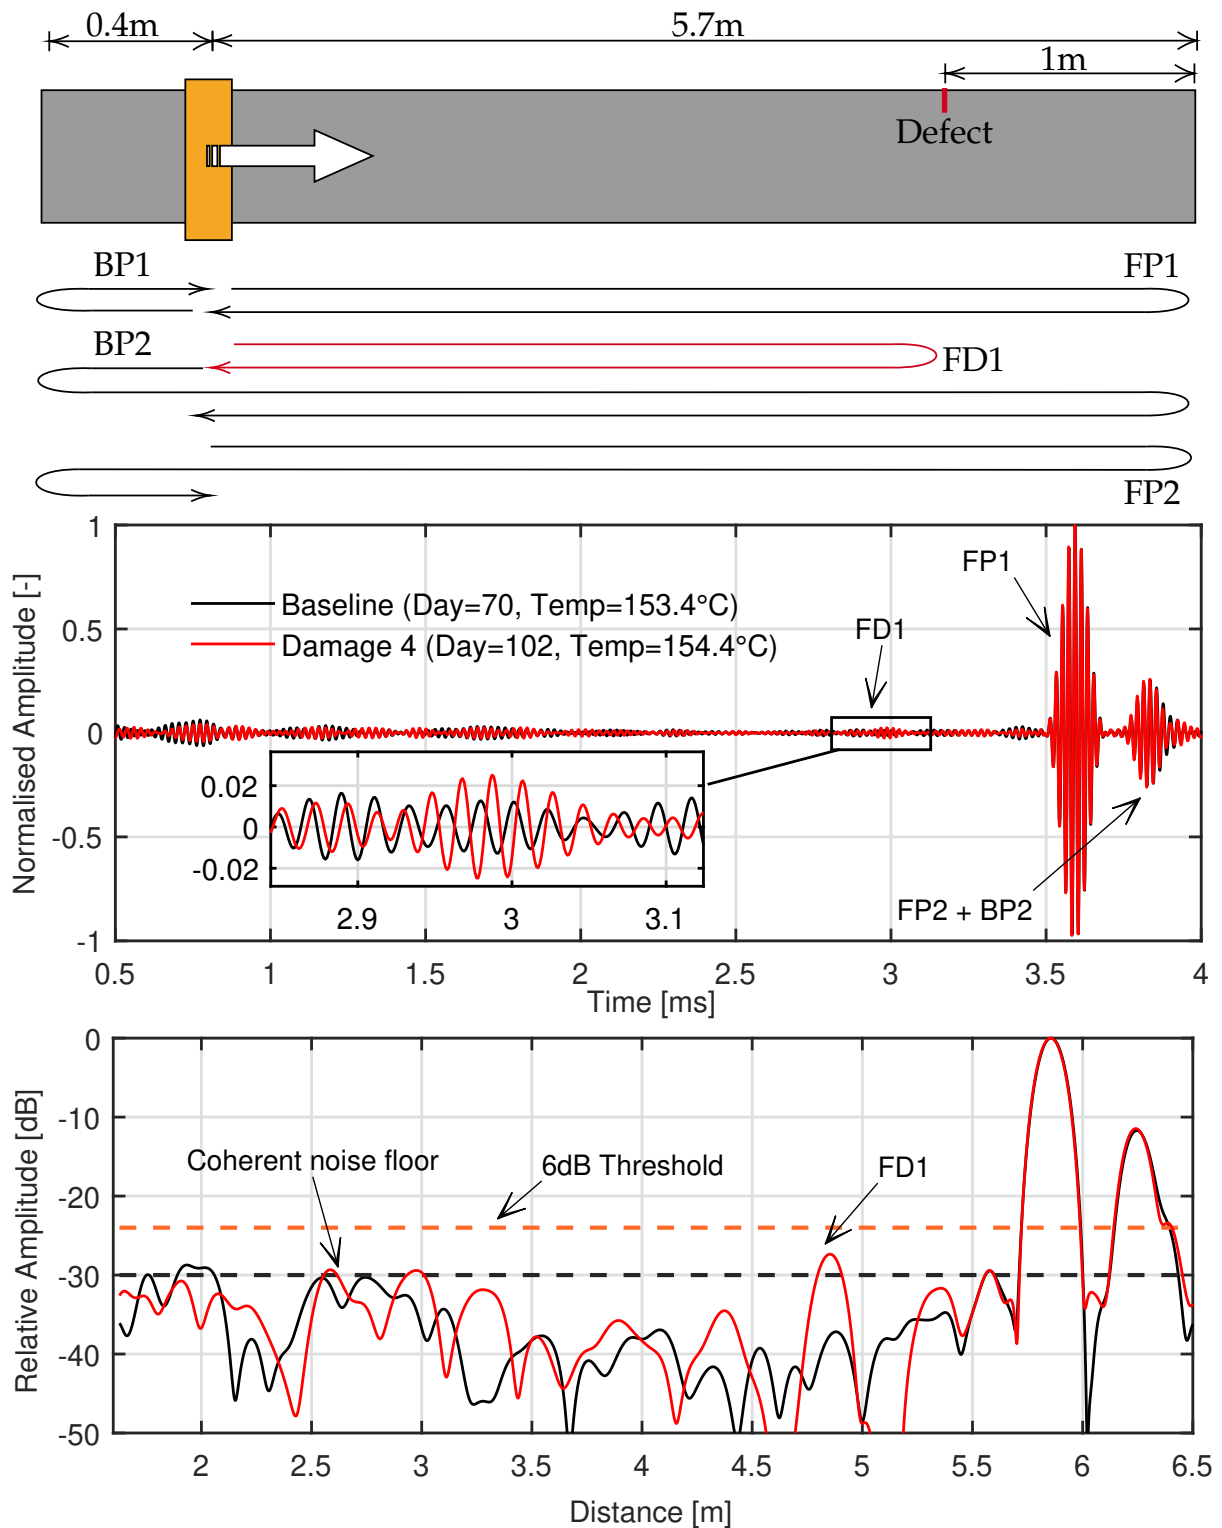 0.4m
5.7m
1m
Defect
BP1
FP1
BP2
FD1
FP2
1
0.5
0
-0.5
-1
Normalised Amplitude [-]
Baseline (Day=70, Temp=153.4°C)
Damage 4 (Day=102, Temp=154.4°C)
FP1
FD1
0.02
0
-0.02
2.9
3
3.1
FP2 + BP2
0.5
1
1.5
2
2.5
3
3.5
4
Time [ms]
0
-10
-20
-30
-40
-50
Relative Amplitude [dB]
Coherent noise floor
6dB Threshold
FD1
2
2.5
3
3.5
4
4.5
5
5.5
6
6.5
Distance [m]